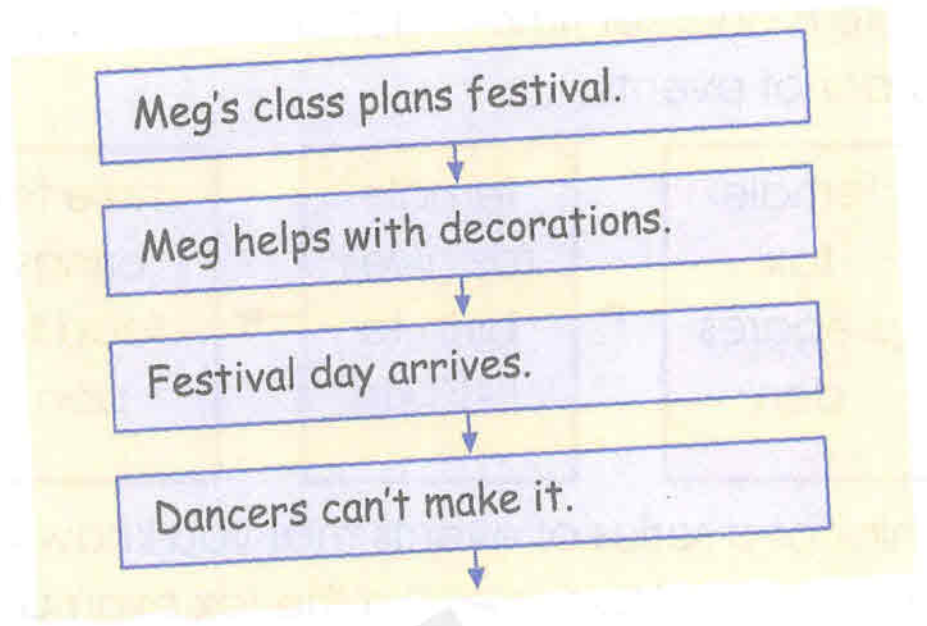 Meg's class plans festival.
Meg helps with decorations.
Festival day arrives.
Dancers can't make it.